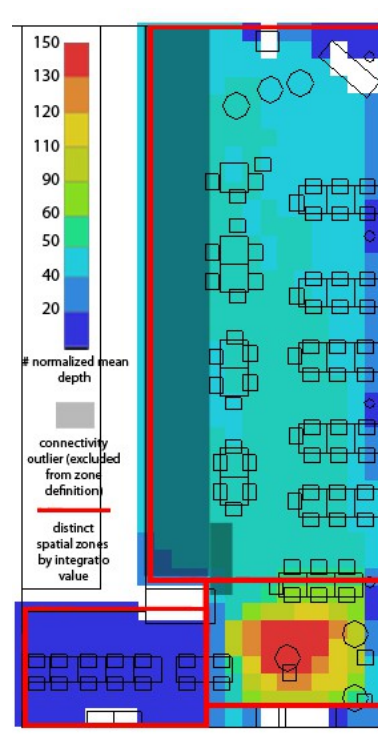 150
130
120
110
90
60
50
40
20
# normalized mean
depth
connectivity
outlier (excluded
from zone
definition)
distinct
spatial zones
by integratio
value